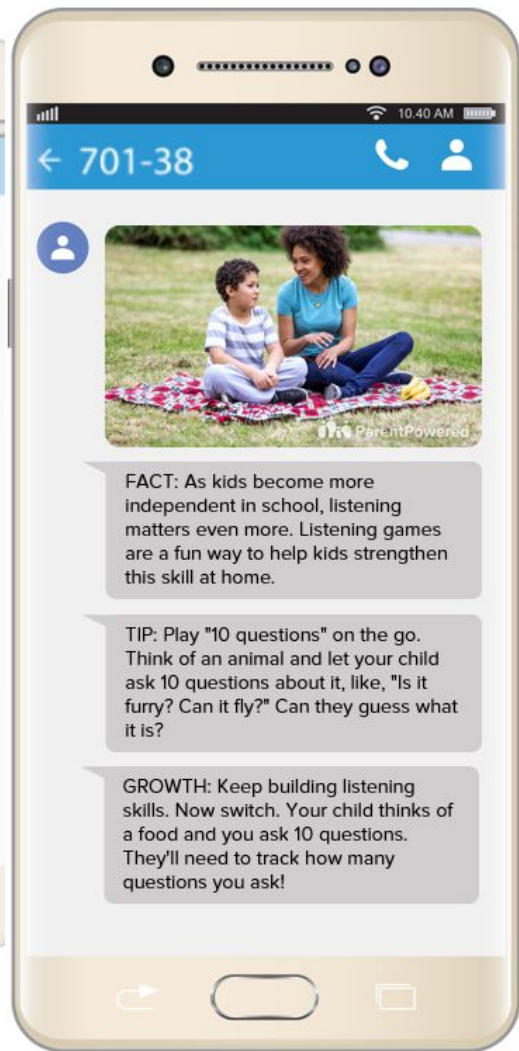 10.40 AM
701-38
ParentPowered
FACT: As kids become more
independent in school, listening
matters even more. Listening games
are a fun way to help kids strengthen
this skill at home.
TIP: Play "10 questions" on the go.
Think of an animal and let your child
ask 10 questions about it, like, "Is it
furry? Can it fly?" Can they guess what
it is?
GROWTH: Keep building listening
skills. Now switch. Your child thinks of
a food and you ask 10 questions.
They'll need to track how many
questions you ask!